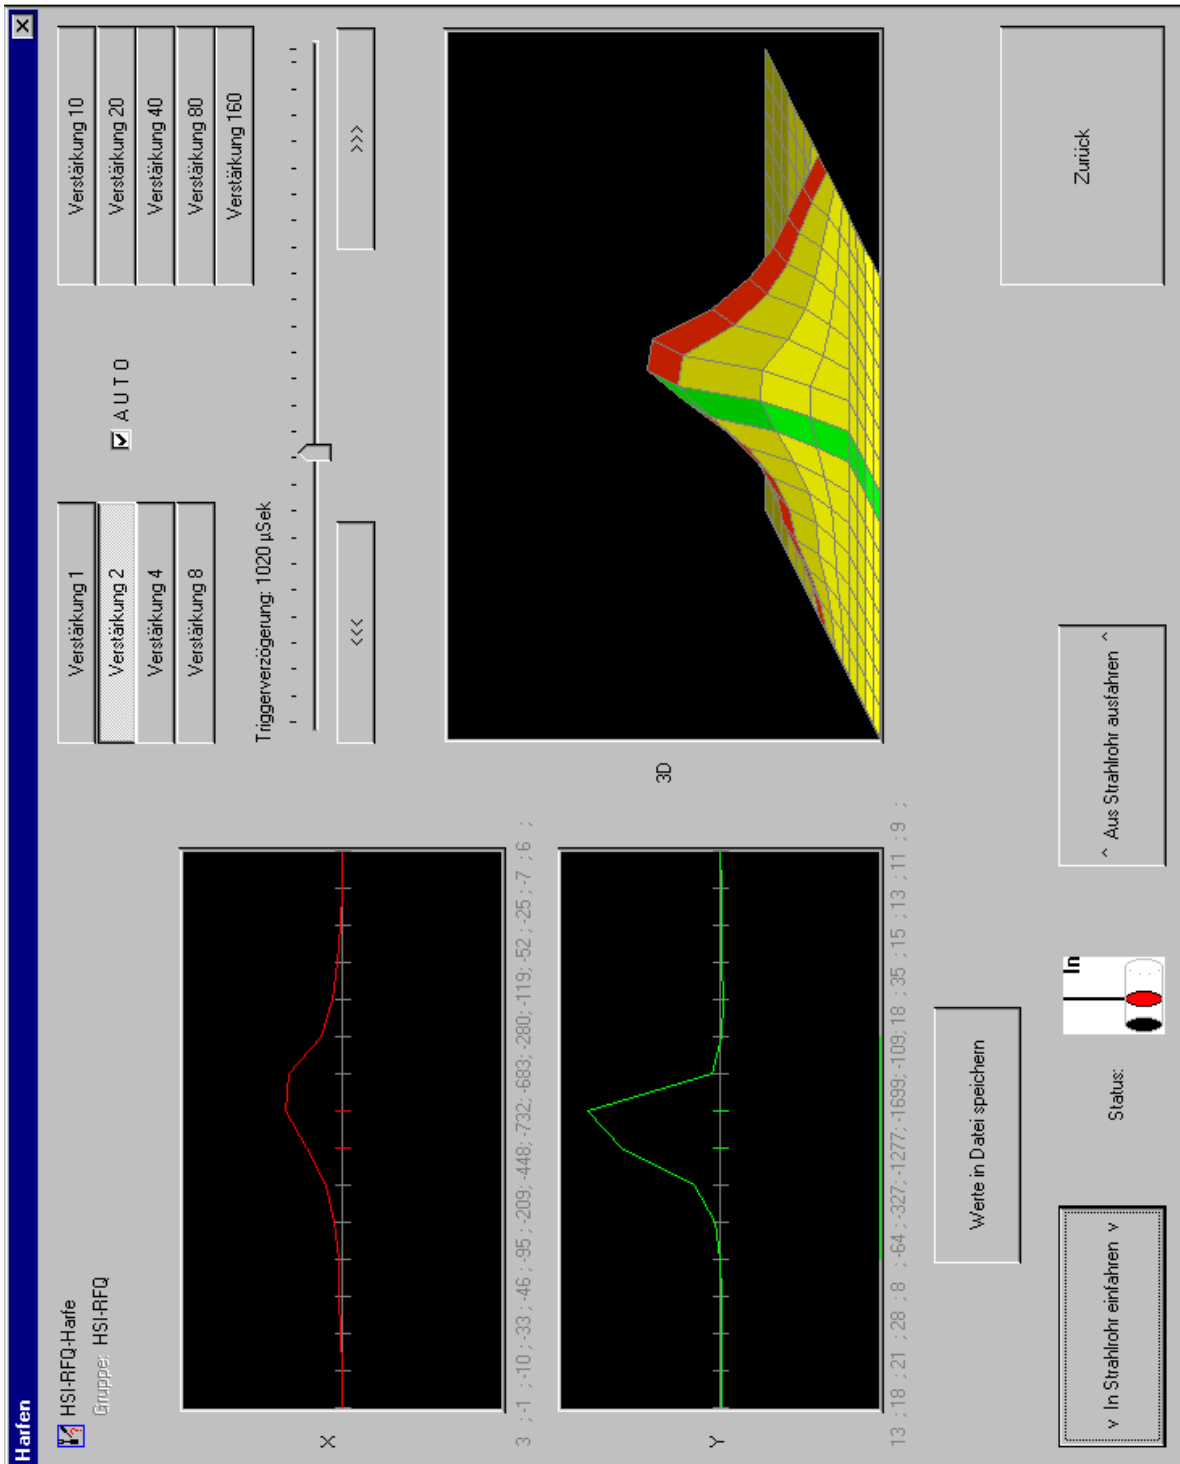 Harfen
HSI-RFQ-Harfe
Gruppe: HSI-RFQ
Verstärkung 1
Verstärkung 2
Verstärkung 4
Verstärkung 8
A U T O
Verstärkung 10
Verstärkung 20
Verstärkung 40
Verstärkung 80
Verstärkung 160
Triggerverzögerung: 1020 µSek
<<<
>>>
X
3 ; -1 ; -10 ; -33 ; -46 ; -95 ; -209; -448; -732; -683; -280; -119; -52 ; -25 ; -7 ; 6 ;
3D
Y
13 ; 18 ; 21 ; 28 ; 8 ; -64 ; -327; -1277; -1699; -109; 18 ; 35 ; 15 ; 13 ; 11 ; 9 ;
Werte in Datei speichern
v In Strahlrohr einfahren v
Status:
In
^ Aus Strahlrohr ausfahren ^
Zurück